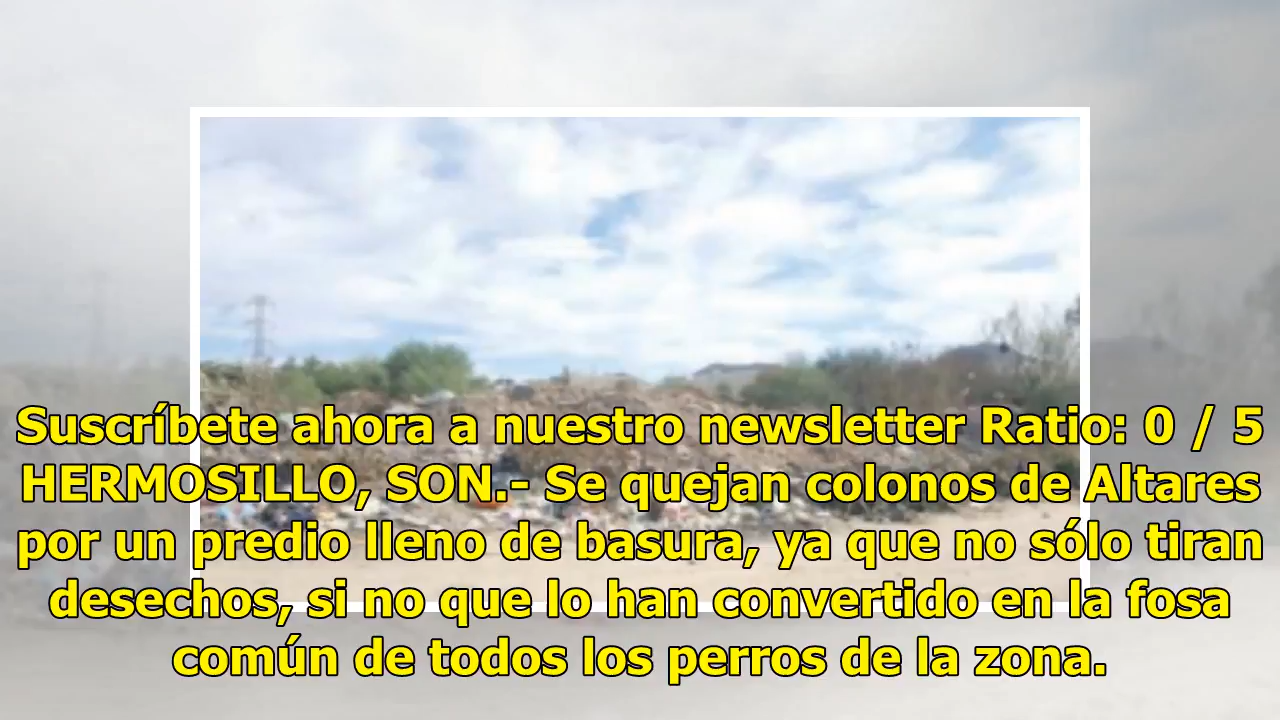 Suscríbete ahora a nuestro newsletter Ratio: 0 / 5
HERMOSILLO, SON.- Se quejan colonos de Altares
por un predio lleno de basura, ya que no sólo tiran
desechos, si no que lo han convertido en la fosa
común de todos los perros de la zona.